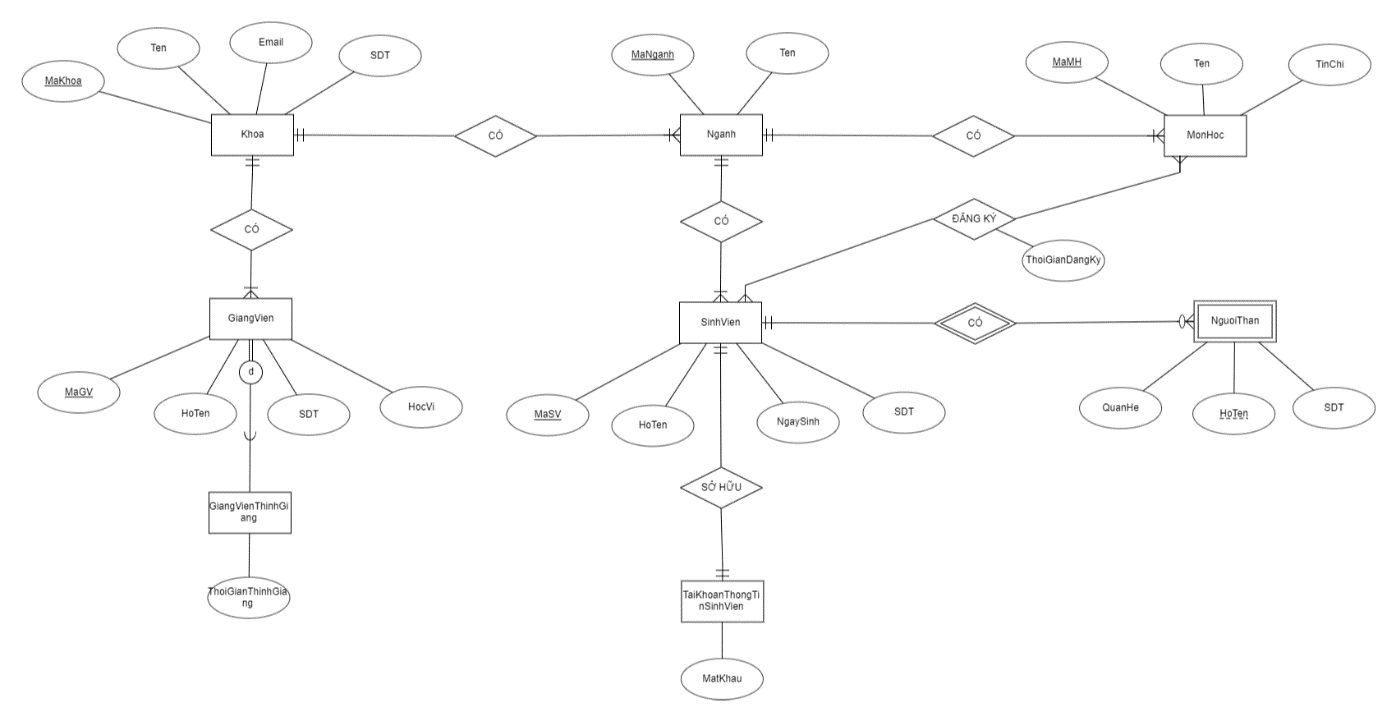 Ten
Email
SDT
MaKhoa
MaNganh
Ten
MaMH
Ten
TinChi
Khoa
CÓ
Nganh
CÓ
MonHoc
CÓ
CÓ
ĐĂNG KÝ
ThoiGianDangKy
GiangVien
SinhVien
CÓ
NguoiThan
d
MaGV
HoTen
SDT
HocVi
MaSV
HoTen
NgaySinh
SDT
QuanHe
HoTen
SDT
SỞ HỮU
GiangVienThinhGi
ang
ThoiGianThinhGia
ng
TaiKhoanThongTi
nSinhVien
MatKhau